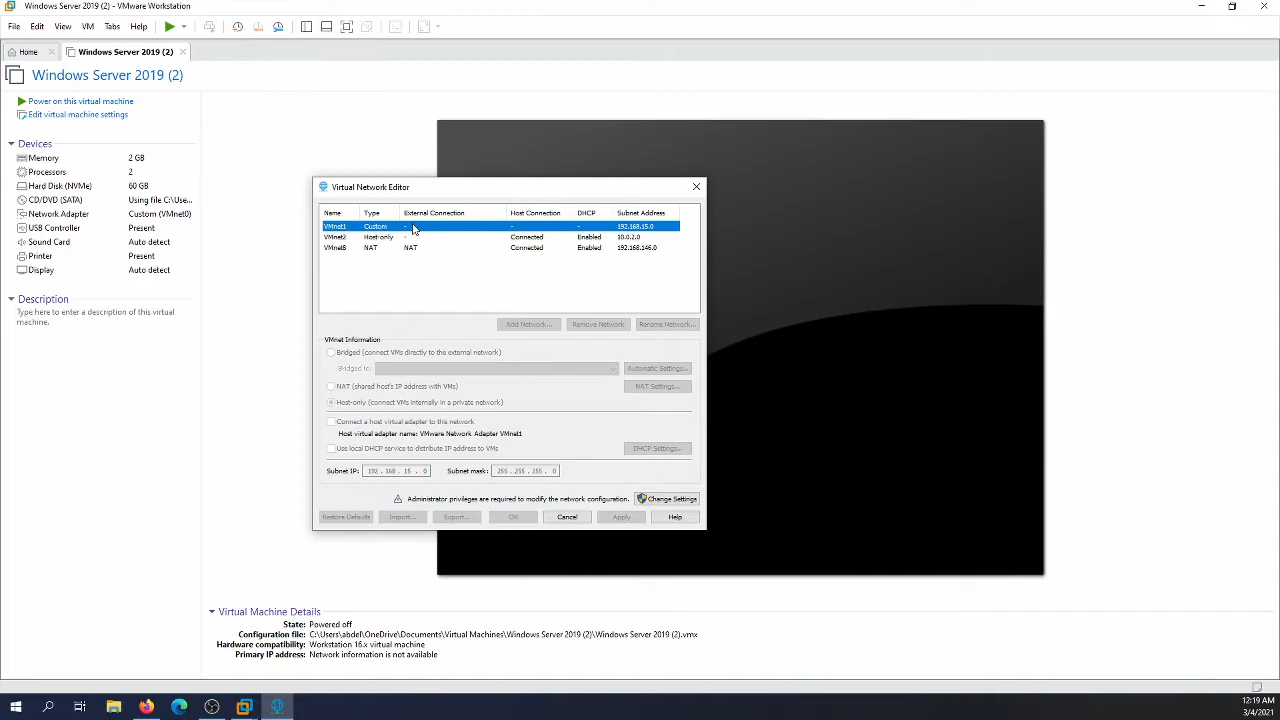 Windows Server 2019 (2) - VMware Workstation
File Edit View VM Tabs Help
Home Windows Server 2019 (2)
Windows Server 2019 (2)
Power on this virtual machine
Edit virtual machine settings
Devices
Memory 2 GB
Processors 2
Hard Disk (NVMe) 60 GB
CD/DVD (SATA) Using file C:\Use...
Network Adapter Custom (VMnet0)
USB Controller Present
Sound Card Auto detect
Printer Present
Display Auto detect
Description
Type here to enter a description of this virtual
machine.
Virtual Network Editor
Name Type External Connection Host Connection DHCP Subnet Address
VMnet1 Custom - - - 192.168.15.0
VMnet2 Host-only - Connected Enabled 10.0.2.0
VMnet8 NAT NAT Connected Enabled 192.168.146.0
Add Network... Remove Network Rename Network...
VMnet Information
Bridged (connect VMs directly to the external network)
Bridged to: Automatic Settings...
NAT (shared host's IP address with VMs) NAT Settings...
Host-only (connect VMs internally in a private network)
Connect a host virtual adapter to this network
Host virtual adapter name: VMware Network Adapter VMnet1
Use local DHCP service to distribute IP address to VMs DHCP Settings...
Subnet IP: 192 . 168 . 15 . 0 Subnet mask: 255 . 255 . 255 . 0
Administrator privileges are required to modify the network configuration. Change Settings
Restore Defaults Import... Export... OK Cancel Apply Help
Virtual Machine Details
State: Powered off
Configuration file: C:\Users\abdel\OneDrive\Documents\Virtual Machines\Windows Server 2019 (2)\Windows Server 2019 (2).vmx
Hardware compatibility: Workstation 16.x virtual machine
Primary IP address: Network information is not available
12:19 AM
3/4/2021